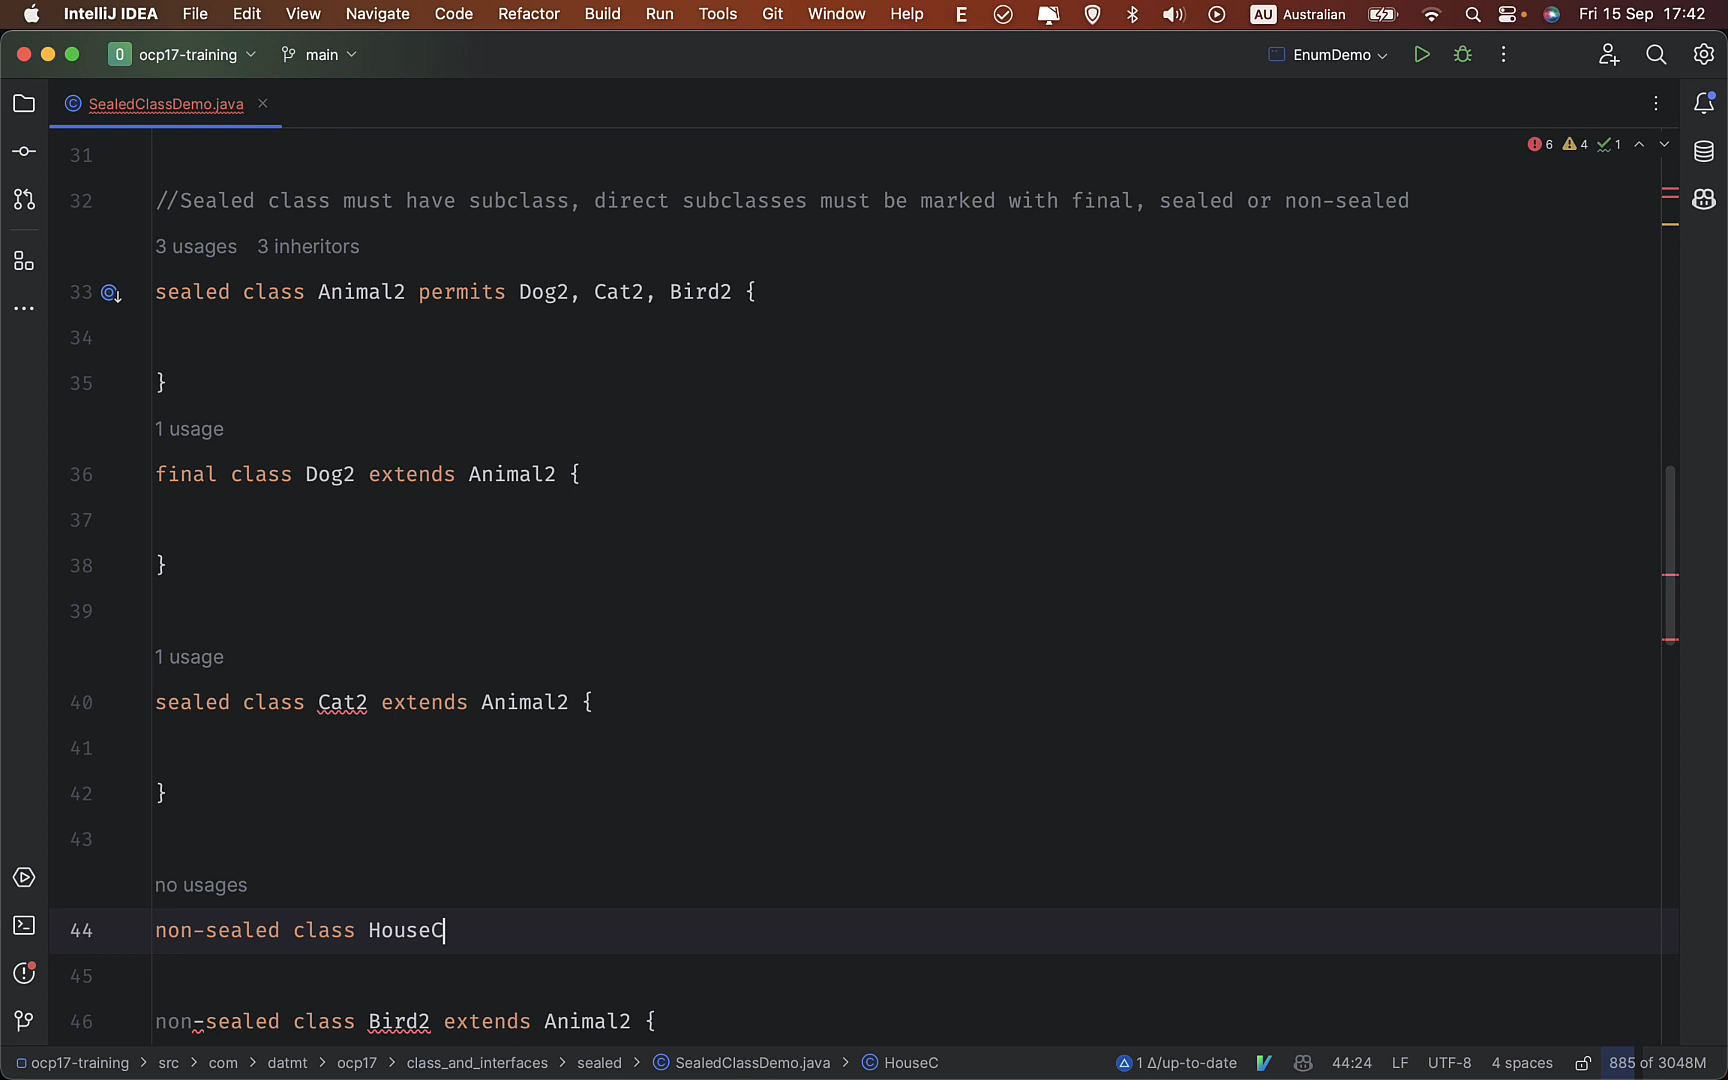 IntelliJ IDEA File Edit View Navigate Code Refactor Build Run Tools Git Window Help E AU Australian Fri 15 Sep 17:42
0 ocp17-training main EnumDemo
SealedClassDemo.java
6 4 1
31
32 //Sealed class must have subclass, direct subclasses must be marked with final, sealed or non-sealed
3 usages 3 inheritors
33 sealed class Animal2 permits Dog2, Cat2, Bird2 {
34
35 }
1 usage
36 final class Dog2 extends Animal2 {
37
38 }
39
1 usage
40 sealed class Cat2 extends Animal2 {
41
42 }
43
no usages
44 non-sealed class HouseC
45
46 non-sealed class Bird2 extends Animal2 {
ocp17-training > src > com > datmt > ocp17 > class_and_interfaces > sealed > SealedClassDemo.java > HouseC 1 Δ/up-to-date 44:24 LF UTF-8 4 spaces 885 of 3048M